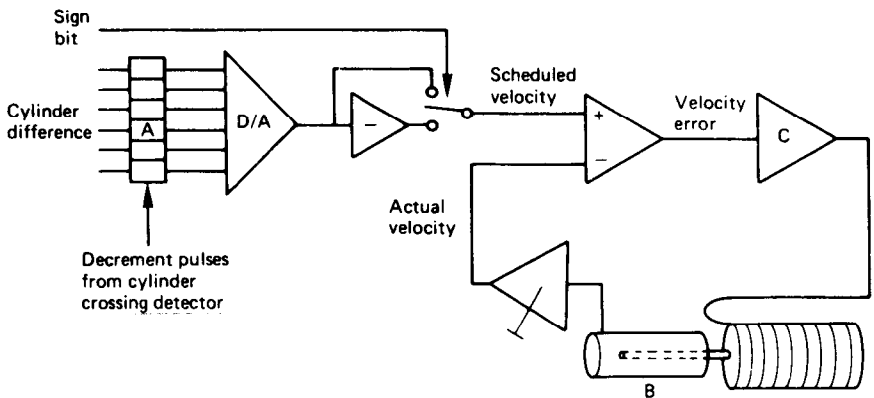 Sign
bit
Cylinder
difference
A
D/A
−
Scheduled
velocity
+
−
Velocity
error
C
Actual
velocity
Decrement pulses
from cylinder
crossing detector
B